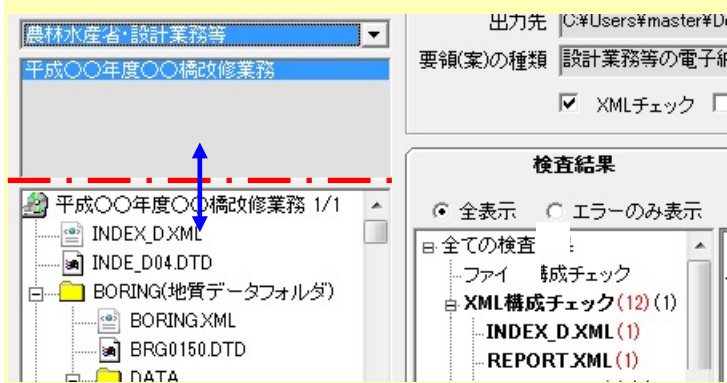 農林水産省・設計業務等
平成〇〇年度〇〇橋改修業務
平成〇〇年度〇〇橋改修業務 1/1
INDEX_D.XML
INDE_D04.DTD
BORING(地質データフォルダ)
BORING.XML
BRG0150.DTD
DATA
出力先 C:¥Users¥master¥D
要領(案)の種類 設計業務等の電子
XMLチェック
検査結果
全表示 エラーのみ表示
全ての検査
ファイ 構成チェック
XML構成チェック(12)(1)
INDEX_D.XML(1)
REPORT.XML(1)